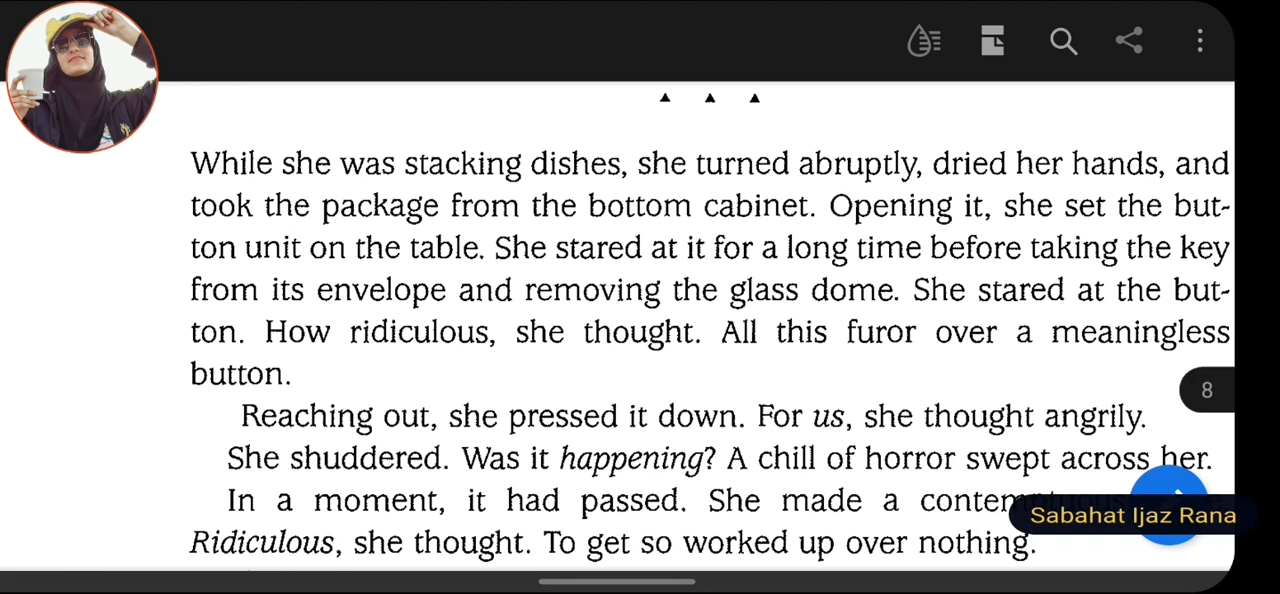 ▲ ▲ ▲
While she was stacking dishes, she turned abruptly, dried her hands, and
took the package from the bottom cabinet. Opening it, she set the but-
ton unit on the table. She stared at it for a long time before taking the key
from its envelope and removing the glass dome. She stared at the but-
ton. How ridiculous, she thought. All this furor over a meaningless
button.
8
Reaching out, she pressed it down. For us, she thought angrily.
She shuddered. Was it happening? A chill of horror swept across her.
In a moment, it had passed. She made a
Sabahat Ijaz Rana
Ridiculous, she thought. To get so worked up over nothing.